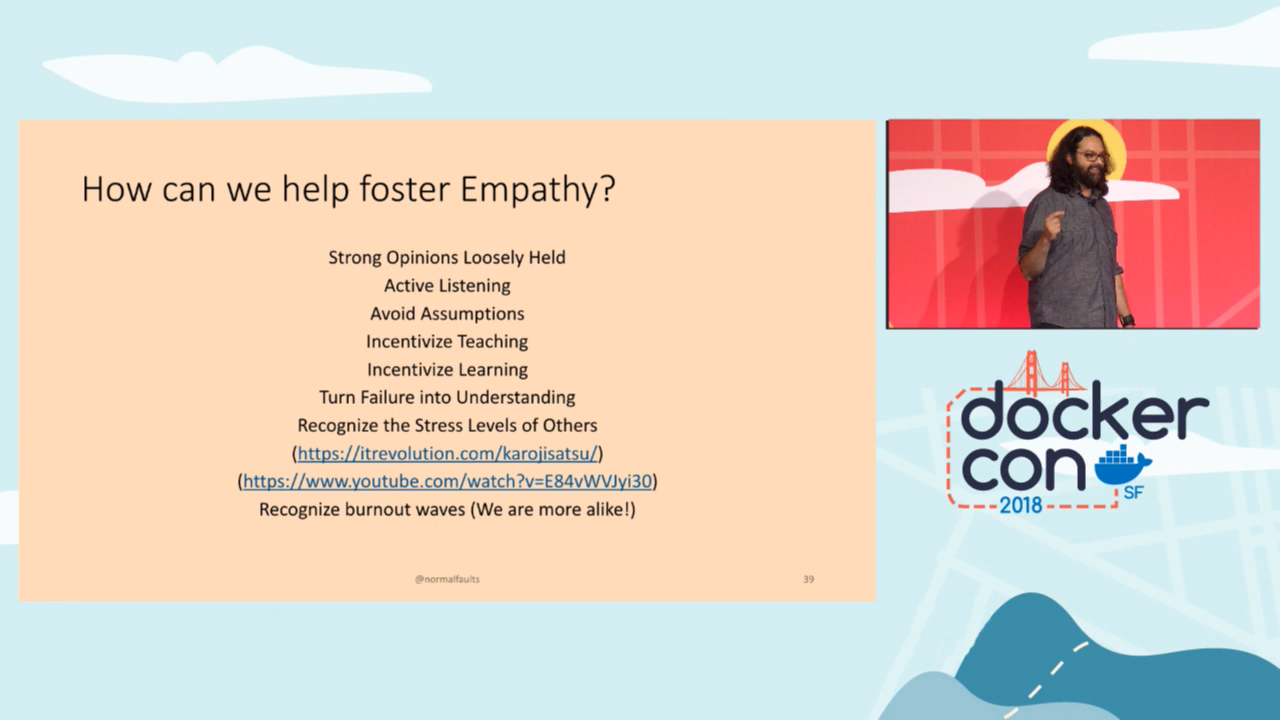 How can we help foster Empathy?
Strong Opinions Loosely Held
Active Listening
Avoid Assumptions
Incentivize Teaching
Incentivize Learning
Turn Failure into Understanding
Recognize the Stress Levels of Others
(https://itrevolution.com/karojisatsu/)
(https://www.youtube.com/watch?v=E84vWVJyi30)
Recognize burnout waves (We are more alike!)
@normalfaults
39
docker
con
SF
2018